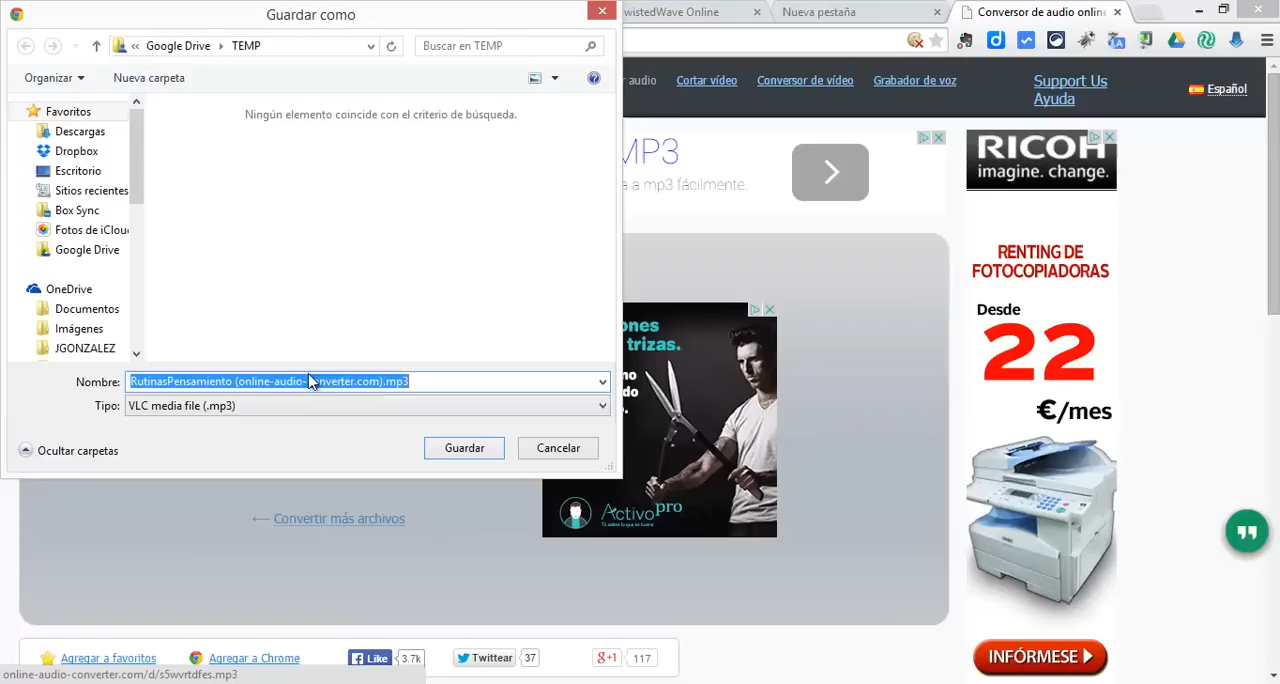 Guardar como
wistedWave Online
Nueva pestaña
Conversor de audio online
Google Drive
TEMP
Buscar en TEMP
Organizar
Nueva carpeta
Favoritos
Descargas
Dropbox
Escritorio
Sitios recientes
Box Sync
Fotos de iClou
Google Drive
OneDrive
Documentos
Imágenes
JGONZALEZ
Ningún elemento coincide con el criterio de búsqueda.
Nombre: RutinasPensamiento (online-audio-converter.com).mp3
Tipo: VLC media file (.mp3)
Ocultar carpetas
Guardar
Cancelar
r audio
Cortar vídeo
Conversor de vídeo
Grabador de voz
Support Us
Ayuda
Español
MP3
a a mp3 fácilmente.
RICOH
imagine. change.
RENTING DE
FOTOCOPIADORAS
Desde
22
€/mes
INFÓRMESE
ones
trizas.
mo
do
o.
Activopro
Convertir más archivos
Agregar a favoritos
Agregar a Chrome
Like
3.7k
Twittear
37
g+1
117
online-audio-converter.com/d/s5wvrtdfes.mp3